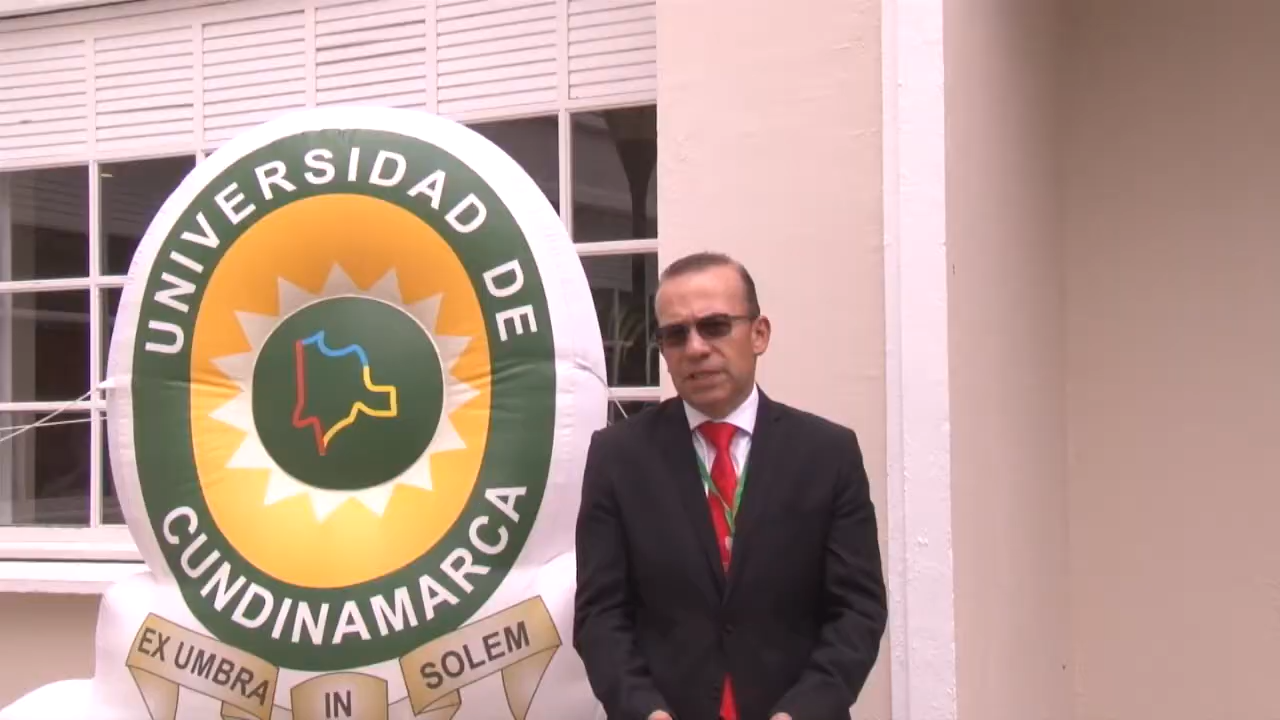 UNIVERSIDAD DE
CUNDINAMARCA
EX UMBRA
IN
SOLEM